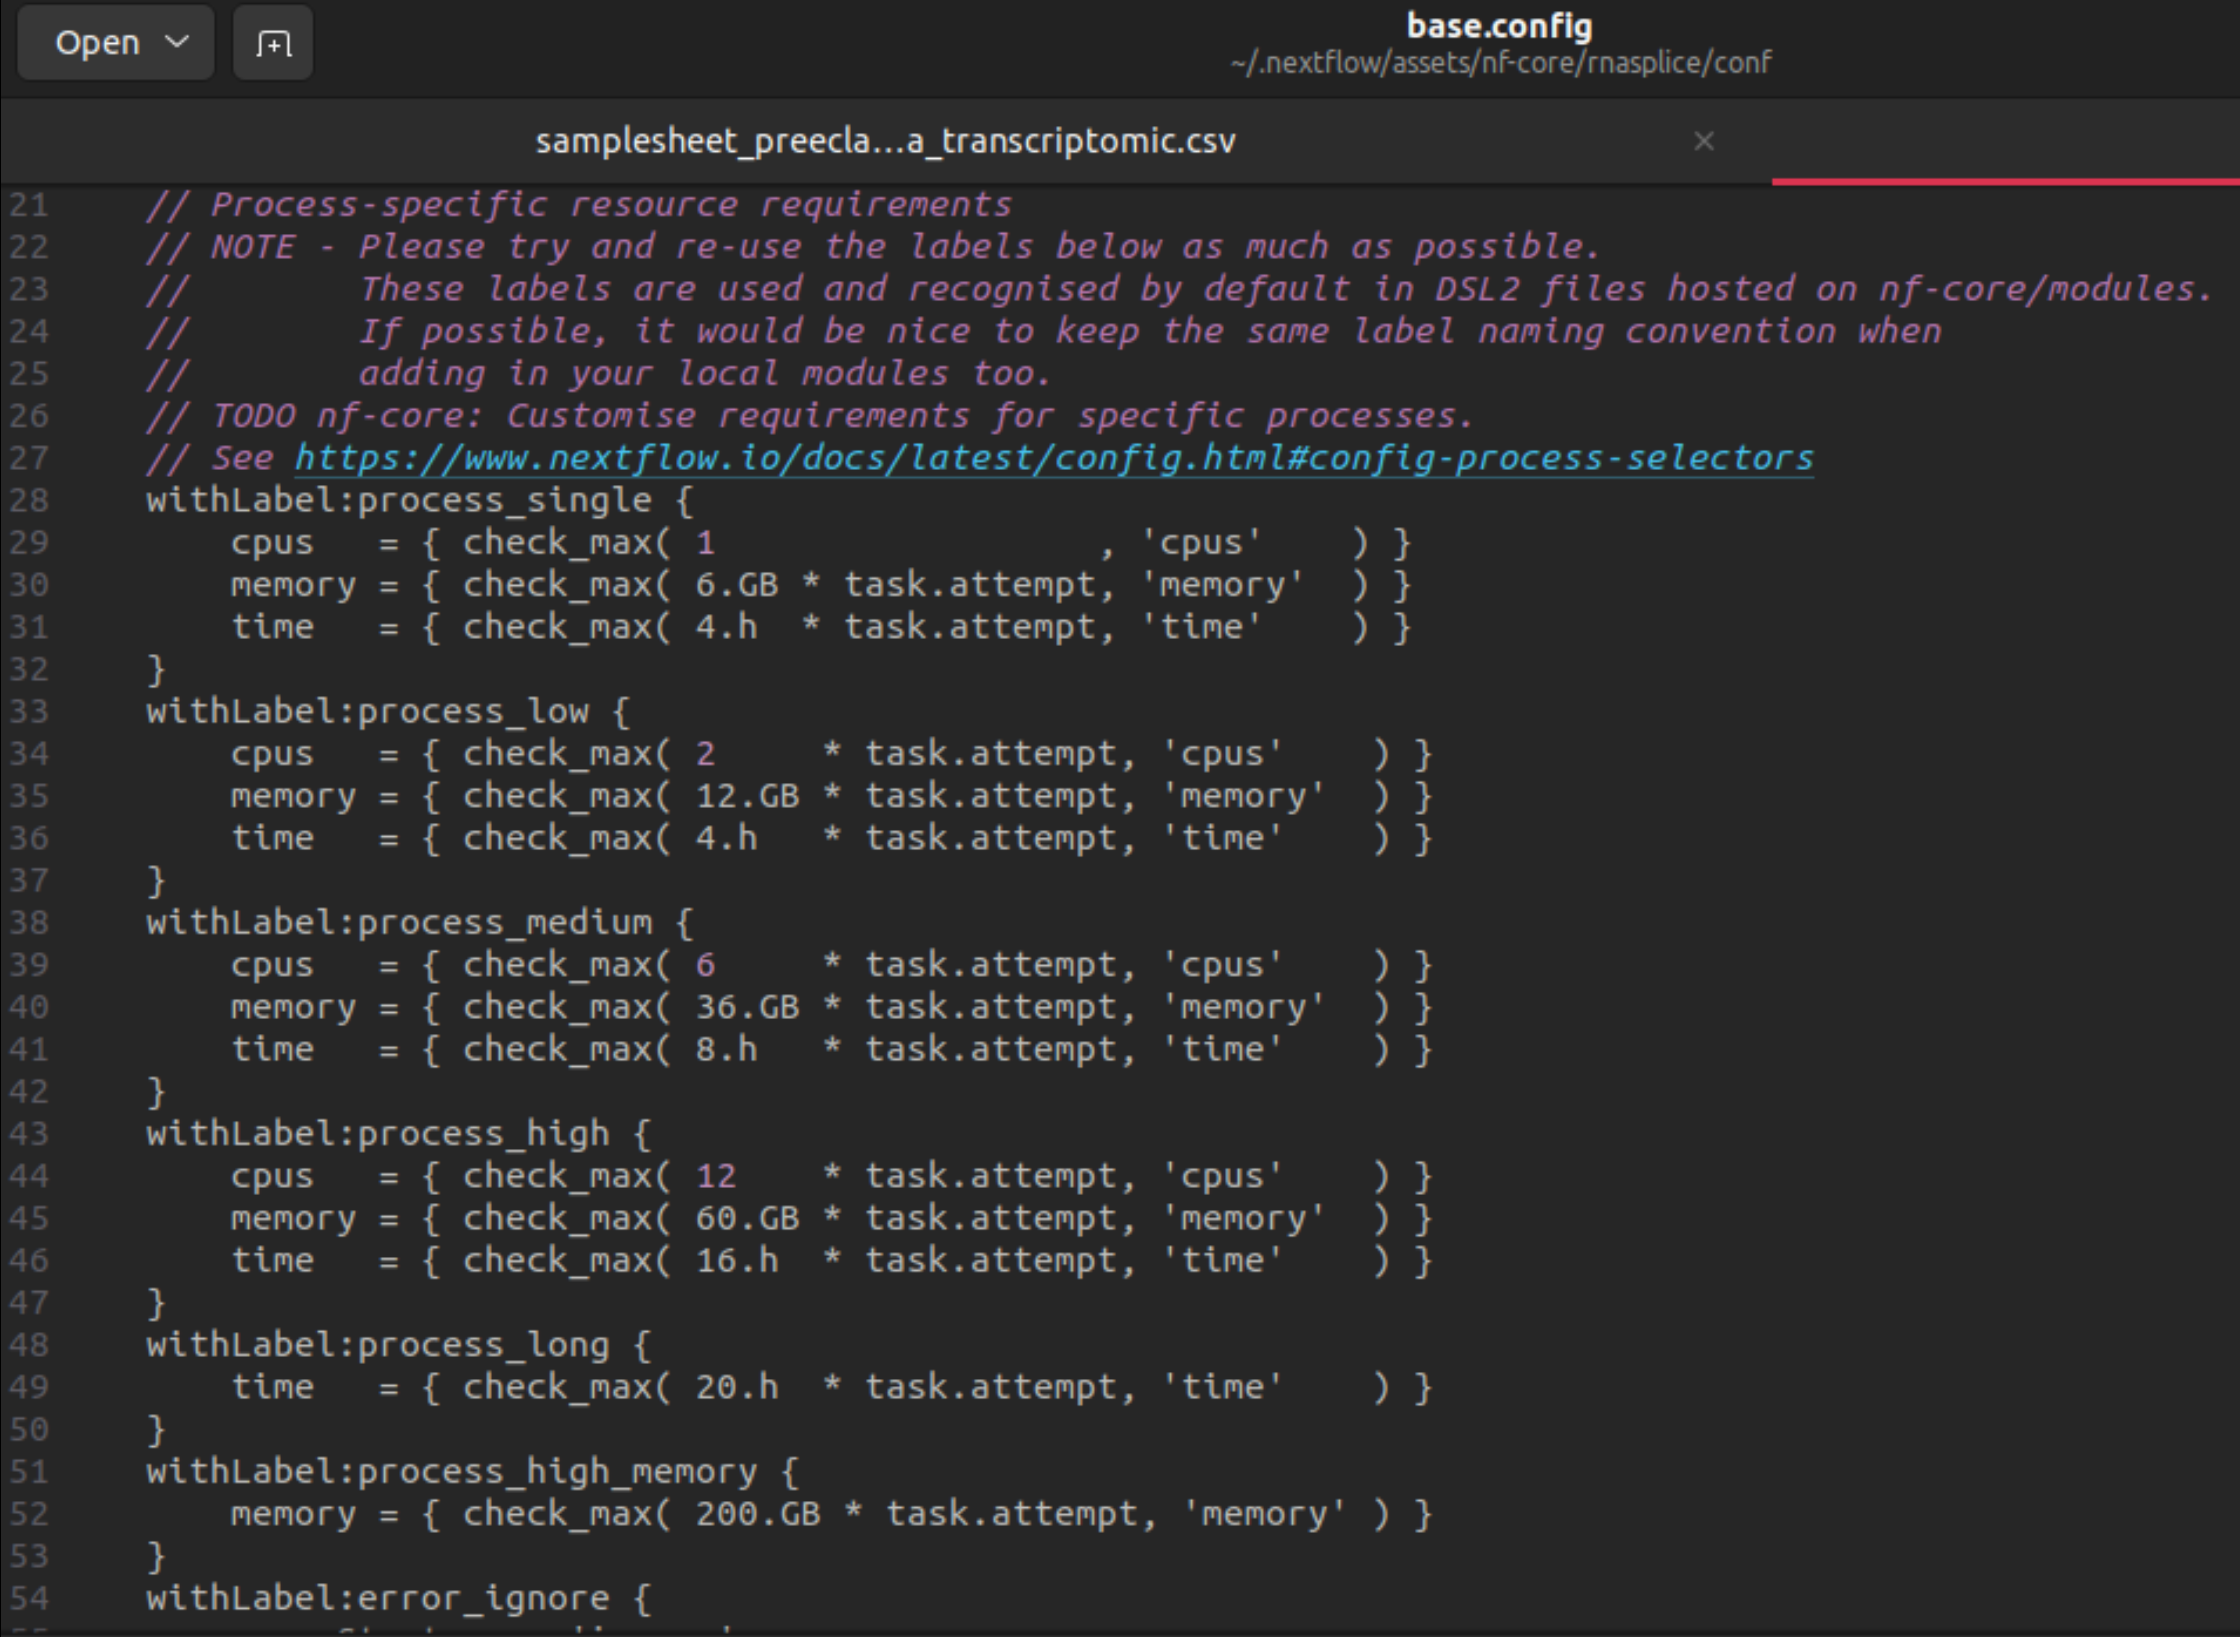 Open
base.config
~/.nextflow/assets/nf-core/rnasplice/conf
samplesheet_preecla...a_transcriptomic.csv
21 // Process-specific resource requirements
22 // NOTE - Please try and re-use the labels below as much as possible.
23 //        These labels are used and recognised by default in DSL2 files hosted on nf-core/modules.
24 //        If possible, it would be nice to keep the same label naming convention when
25 //        adding in your local modules too.
26 // TODO nf-core: Customise requirements for specific processes.
27 // See https://www.nextflow.io/docs/latest/config.html#config-process-selectors
28 withLabel:process_single {
29     cpus   = { check_max( 1                  , 'cpus'    ) }
30     memory = { check_max( 6.GB * task.attempt, 'memory'  ) }
31     time   = { check_max( 4.h  * task.attempt, 'time'    ) }
32 }
33 withLabel:process_low {
34     cpus   = { check_max( 2     * task.attempt, 'cpus'    ) }
35     memory = { check_max( 12.GB * task.attempt, 'memory'  ) }
36     time   = { check_max( 4.h   * task.attempt, 'time'    ) }
37 }
38 withLabel:process_medium {
39     cpus   = { check_max( 6     * task.attempt, 'cpus'    ) }
40     memory = { check_max( 36.GB * task.attempt, 'memory'  ) }
41     time   = { check_max( 8.h   * task.attempt, 'time'    ) }
42 }
43 withLabel:process_high {
44     cpus   = { check_max( 12    * task.attempt, 'cpus'    ) }
45     memory = { check_max( 60.GB * task.attempt, 'memory'  ) }
46     time   = { check_max( 16.h  * task.attempt, 'time'    ) }
47 }
48 withLabel:process_long {
49     time   = { check_max( 20.h  * task.attempt, 'time'    ) }
50 }
51 withLabel:process_high_memory {
52     memory = { check_max( 200.GB * task.attempt, 'memory' ) }
53 }
54 withLabel:error_ignore {